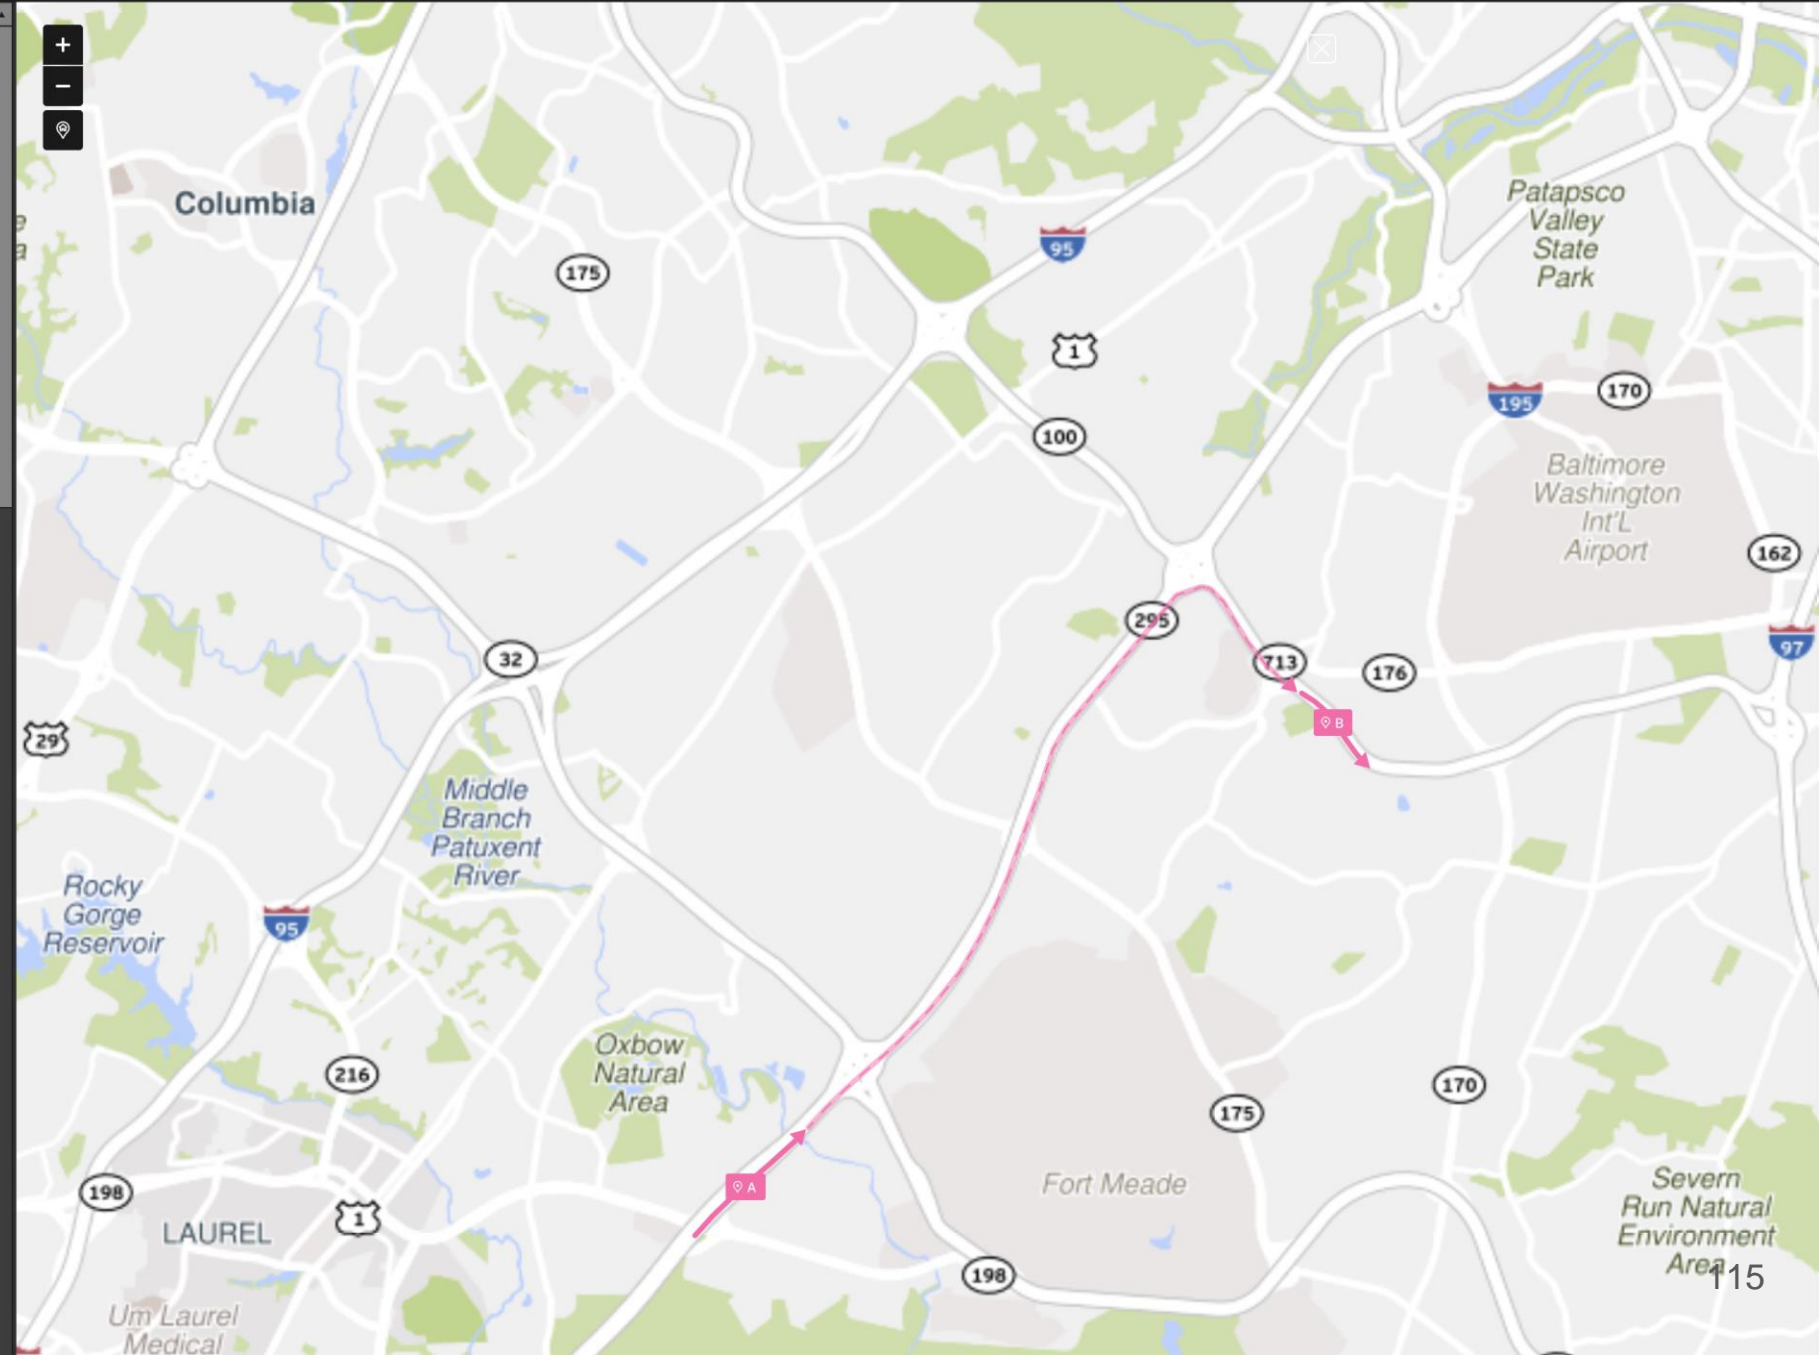 +
−
Columbia
175
95
1
100
Patapsco
Valley
State
Park
195
170
Baltimore
Washington
Int'L
Airport
162
97
295
713
176
B
32
29
Middle
Branch
Patuxent
River
Rocky
Gorge
Reservoir
95
216
Oxbow
Natural
Area
A
198
LAUREL
1
Um Laurel
Medical
Fort Meade
175
170
198
Severn
Run Natural
Environment
Area
115